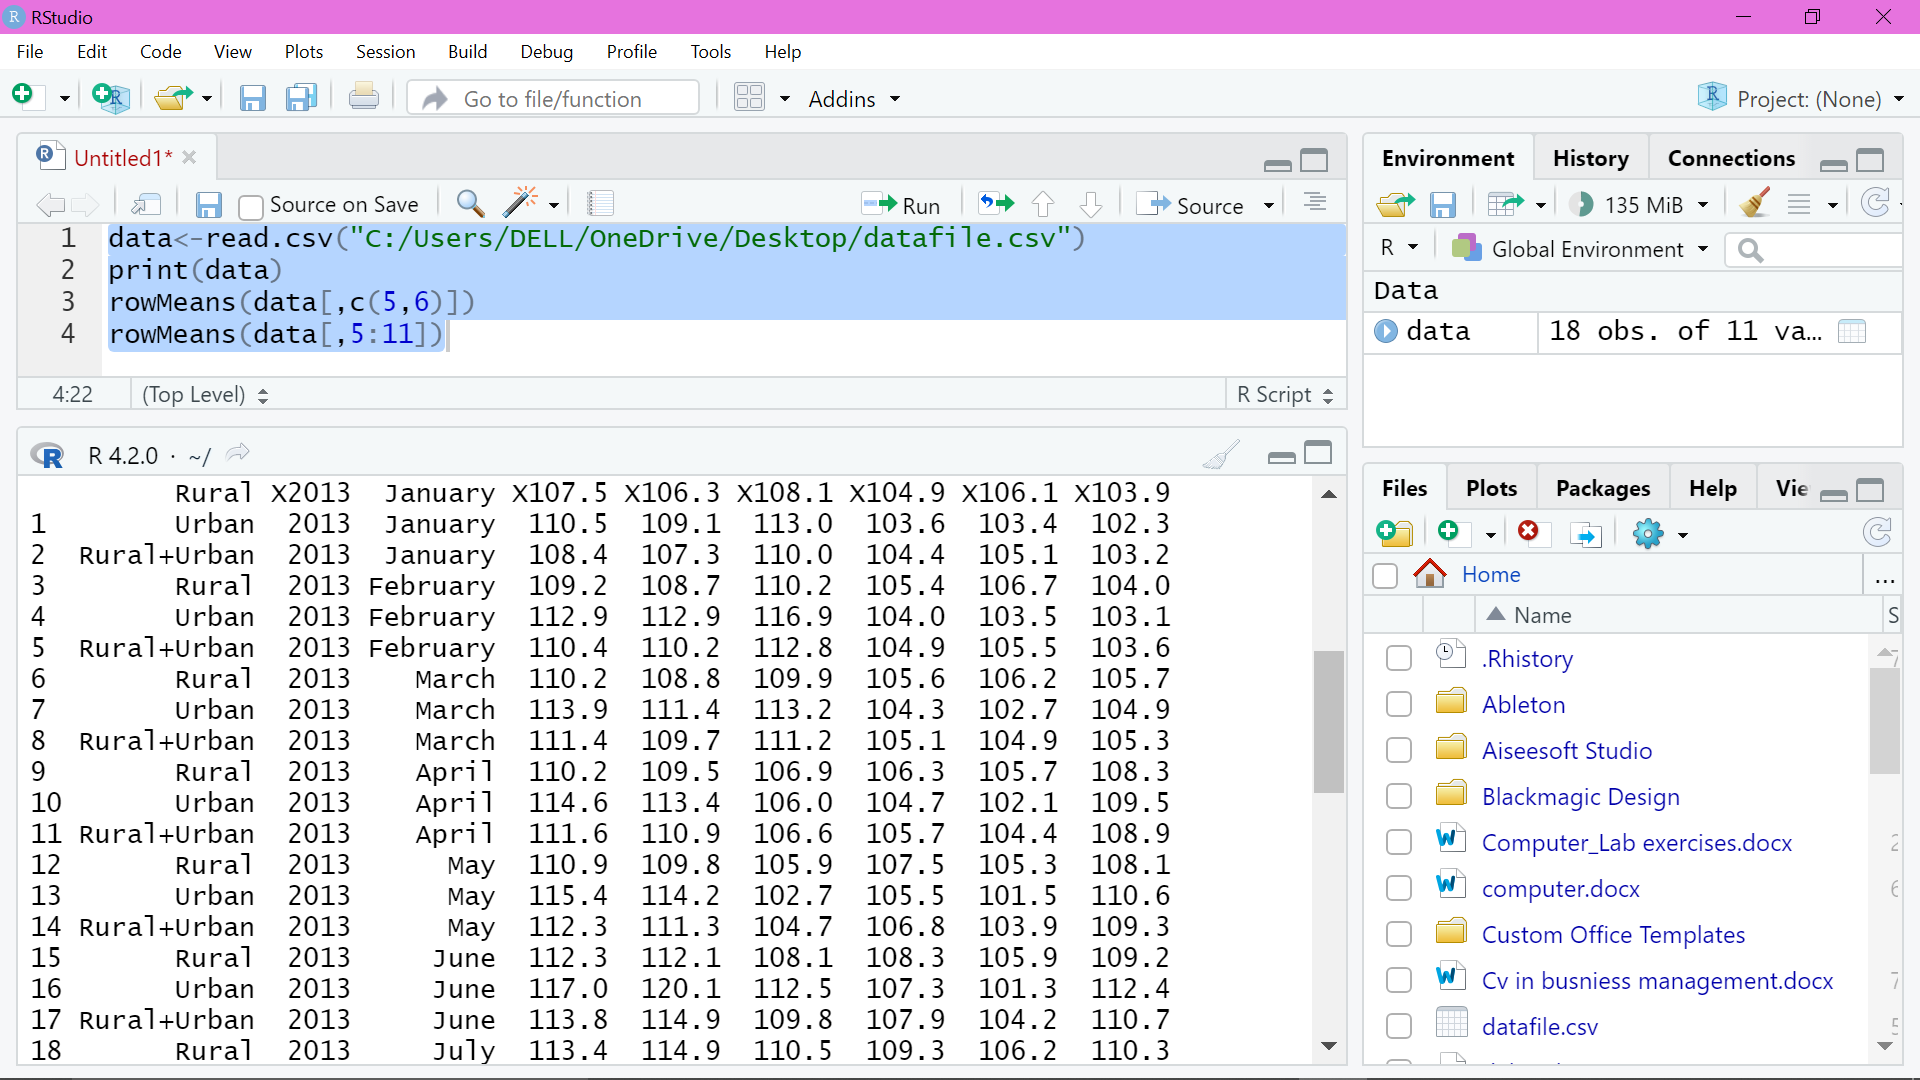 RStudio
File Edit Code View Plots Session Build Debug Profile Tools Help
Go to file/function Addins Project: (None)
Untitled1*
Source on Save Run Source
1 data<-read.csv("C:/Users/DELL/OneDrive/Desktop/datafile.csv")
2 print(data)
3 rowMeans(data[,c(5,6)])
4 rowMeans(data[,5:11])
4:22 (Top Level) R Script
R 4.2.0 · ~/
Rural X2013 January X107.5 X106.3 X108.1 X104.9 X106.1 X103.9
1 Urban 2013 January 110.5 109.1 113.0 103.6 103.4 102.3
2 Rural+Urban 2013 January 108.4 107.3 110.0 104.4 105.1 103.2
3 Rural 2013 February 109.2 108.7 110.2 105.4 106.7 104.0
4 Urban 2013 February 112.9 112.9 116.9 104.0 103.5 103.1
5 Rural+Urban 2013 February 110.4 110.2 112.8 104.9 105.5 103.6
6 Rural 2013 March 110.2 108.8 109.9 105.6 106.2 105.7
7 Urban 2013 March 113.9 111.4 113.2 104.3 102.7 104.9
8 Rural+Urban 2013 March 111.4 109.7 111.2 105.1 104.9 105.3
9 Rural 2013 April 110.2 109.5 106.9 106.3 105.7 108.3
10 Urban 2013 April 114.6 113.4 106.0 104.7 102.1 109.5
11 Rural+Urban 2013 April 111.6 110.9 106.6 105.7 104.4 108.9
12 Rural 2013 May 110.9 109.8 105.9 107.5 105.3 108.1
13 Urban 2013 May 115.4 114.2 102.7 105.5 101.5 110.6
14 Rural+Urban 2013 May 112.3 111.3 104.7 106.8 103.9 109.3
15 Rural 2013 June 112.3 112.1 108.1 108.3 105.9 109.2
16 Urban 2013 June 117.0 120.1 112.5 107.3 101.3 112.4
17 Rural+Urban 2013 June 113.8 114.9 109.8 107.9 104.2 110.7
18 Rural 2013 July 113.4 114.9 110.5 109.3 106.2 110.3
Environment History Connections
135 MiB
R Global Environment
Data
data 18 obs. of 11 va...
Files Plots Packages Help Vie
Home ...
Name S
.Rhistory
Ableton
Aiseesoft Studio
Blackmagic Design
Computer_Lab exercises.docx
computer.docx
Custom Office Templates
Cv in busniess management.docx
datafile.csv